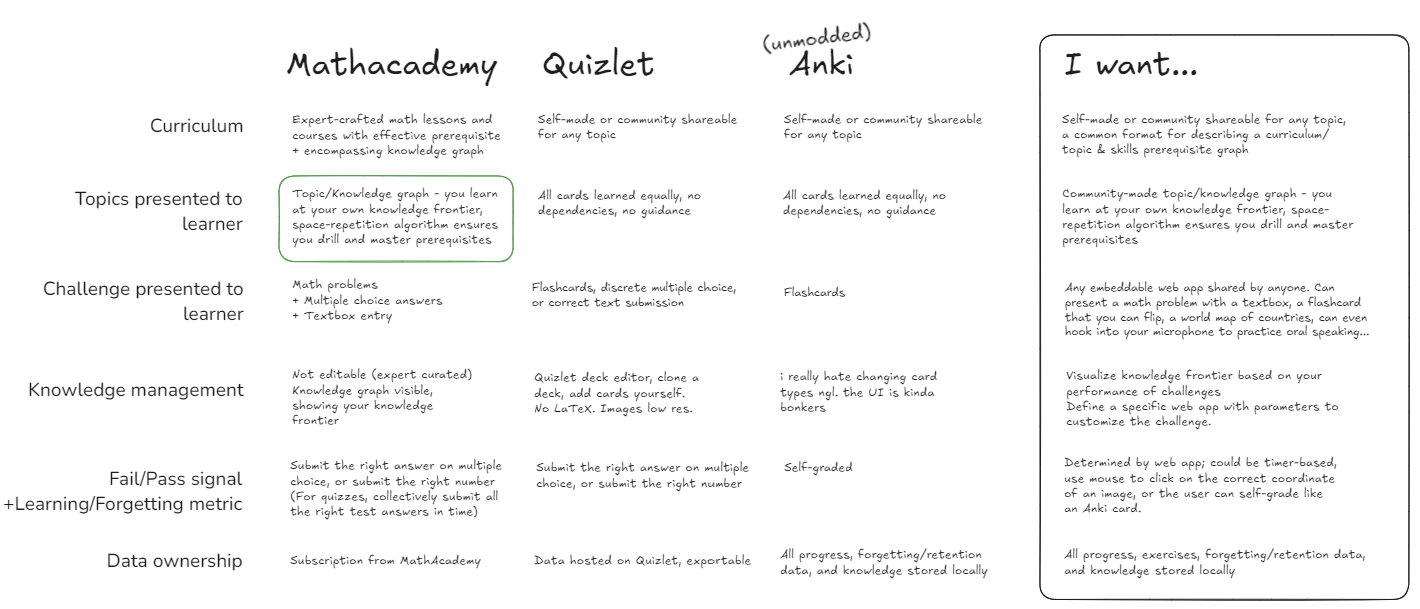 (unmodded)
Mathacademy
Quizlet
Anki
I want...
Curriculum
Expert-crafted math lessons and
courses with effective prerequisite
+ encompassing knowledge graph
Self-made or community shareable
for any topic
Self-made or community shareable
for any topic
Self-made or community shareable for any topic,
a common format for describing a curriculum/
topic & skills prerequisite graph
Topics presented to
learner
Topic/Knowledge graph - you learn
at your own knowledge frontier,
space-repetition algorithm ensures
you drill and master prerequisites
All cards learned equally, no
dependencies, no guidance
All cards learned equally, no
dependencies, no guidance
Community-made topic/knowledge graph - you
learn at your own knowledge frontier, space-
repetition algorithm ensures you drill and master
prerequisites
Challenge presented to
learner
Math problems
+ Multiple choice answers
+ Textbox entry
Flashcards, discrete multiple choice,
or correct text submission
Flashcards
Any embeddable web app shared by anyone. Can
present a math problem with a textbox, a flashcard
that you can flip, a world map of countries, can even
hook into your microphone to practice oral speaking...
Knowledge management
Not editable (expert curated)
Knowledge graph visible,
showing your knowledge
frontier
Quizlet deck editor, clone a
deck, add cards yourself.
No LaTeX. Images low res.
i really hate changing card
types ngl. the UI is kinda
bonkers
Visualize knowledge frontier based on your
performance of challenges
Define a specific web app with parameters to
customize the challenge.
Fail/Pass signal
+Learning/Forgetting metric
Submit the right answer on multiple
choice, or submit the right number
(For quizzes, collectively submit all
the right test answers in time)
Submit the right answer on multiple
choice, or submit the right number
Self-graded
Determined by web app; could be timer-based,
use mouse to click on the correct coordinate
of an image, or the user can self-grade like
an Anki card.
Data ownership
Subscription from MathAcademy
Data hosted on Quizlet, exportable
All progress, forgetting/retention
data, and knowledge stored locally
All progress, exercises, forgetting/retention data,
and knowledge stored locally